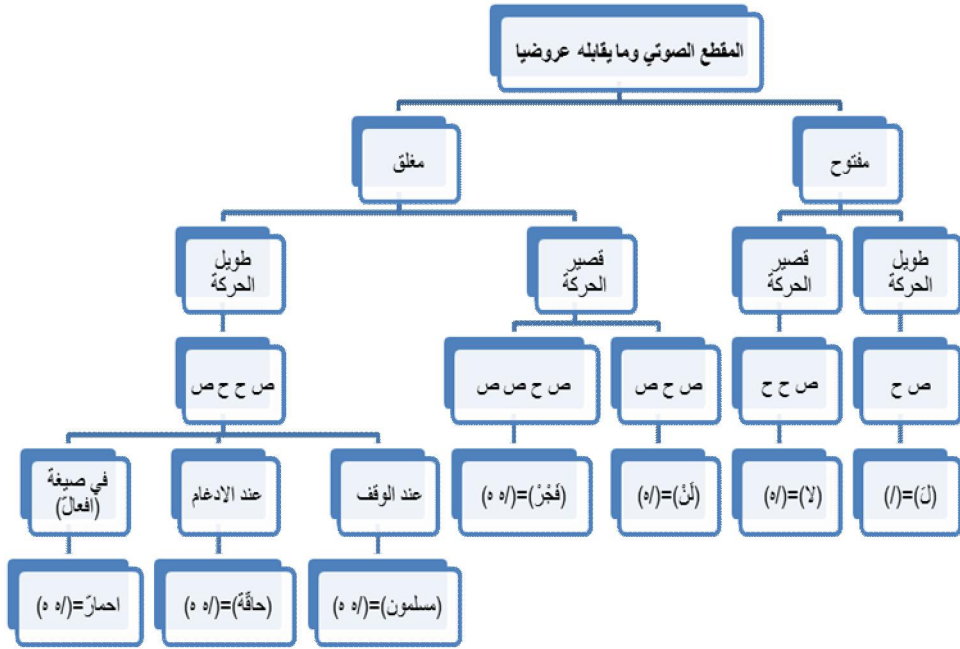 المقطع الصوتي وما يقابله عروضيا
مفتوح
مغلق
طويل
الحركة
قصير
الحركة
قصير
الحركة
طويل
الحركة
ص ح
ص ح ح
ص ح ص
ص ح ص ص
ص ح ح ص
(لَ)=(/)
(لا)=(/ه)
(لَنْ)=(/ه)
(فَجْرْ)=(/ه ه)
عند الوقف
عند الادغام
في صيغة
(افعالّ)
(مسلمون)=(/ه ه)
(حاقّة)=(/ه ه)
احمارّ=(/ه ه)